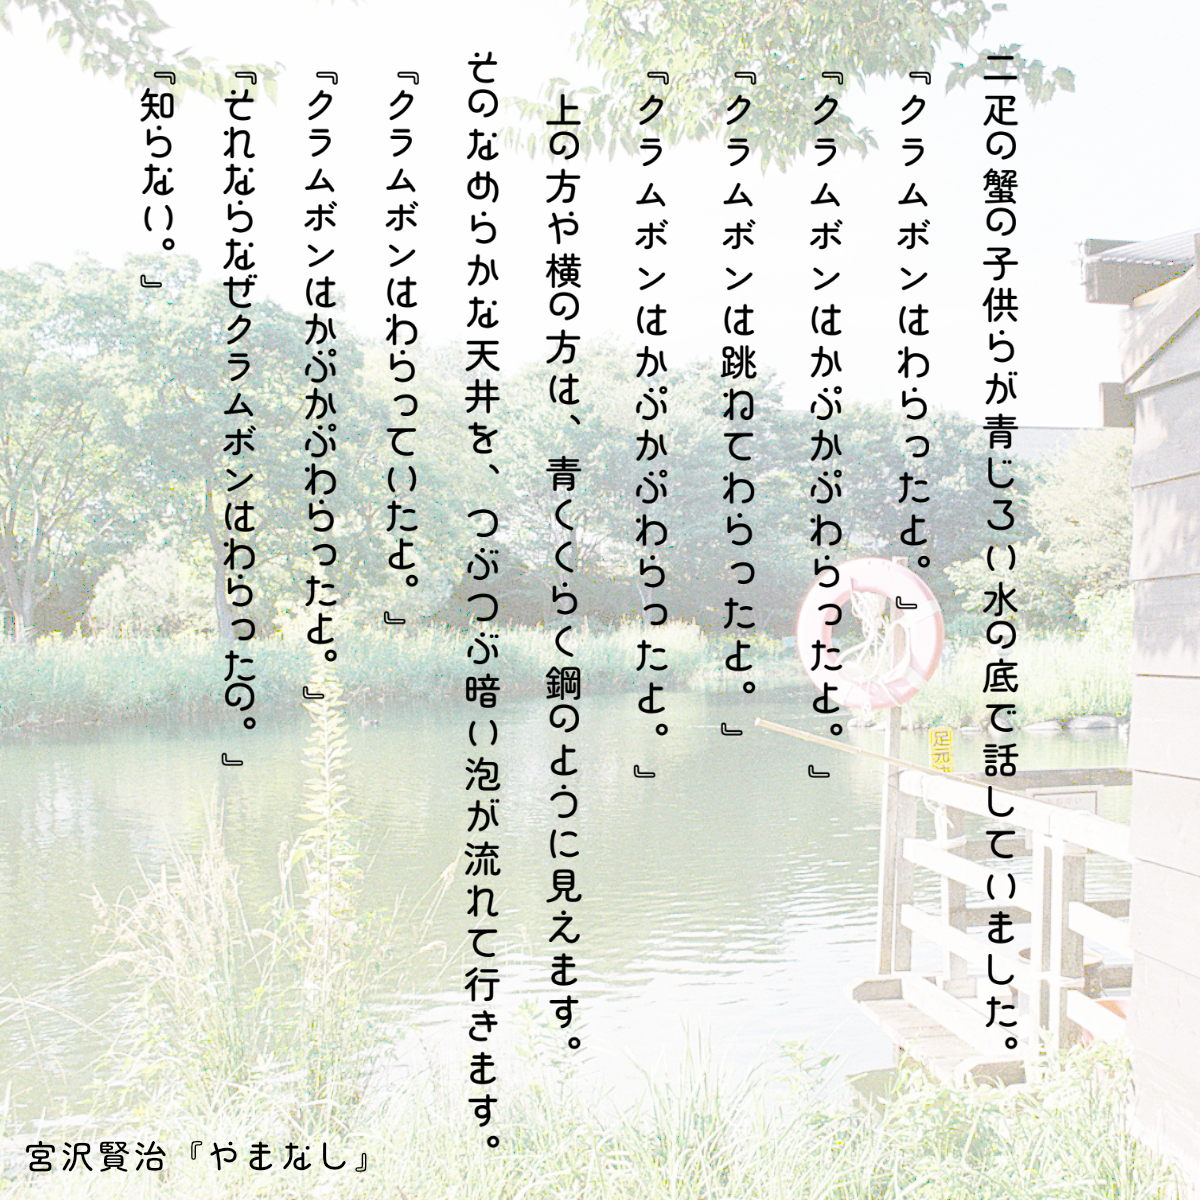 二疋の蟹の子供らが青じろい水の底で話していました。
『クラムボンはわらったよ。』
『クラムボンはかぷかぷわらったよ。』
『クラムボンは跳ねてわらったよ。』
『クラムボンはかぷかぷわらったよ。』
上の方や横の方は、青くくらく鋼のように見えます。
そのなめらかな天井を、つぶつぶ暗い泡が流れて行きます。
『クラムボンはわらっていたよ。』
『クラムボンはかぷかぷわらったよ。』
『それならなぜクラムボンはわらったの。』
『知らない。』
宮沢賢治『やまなし』
足元